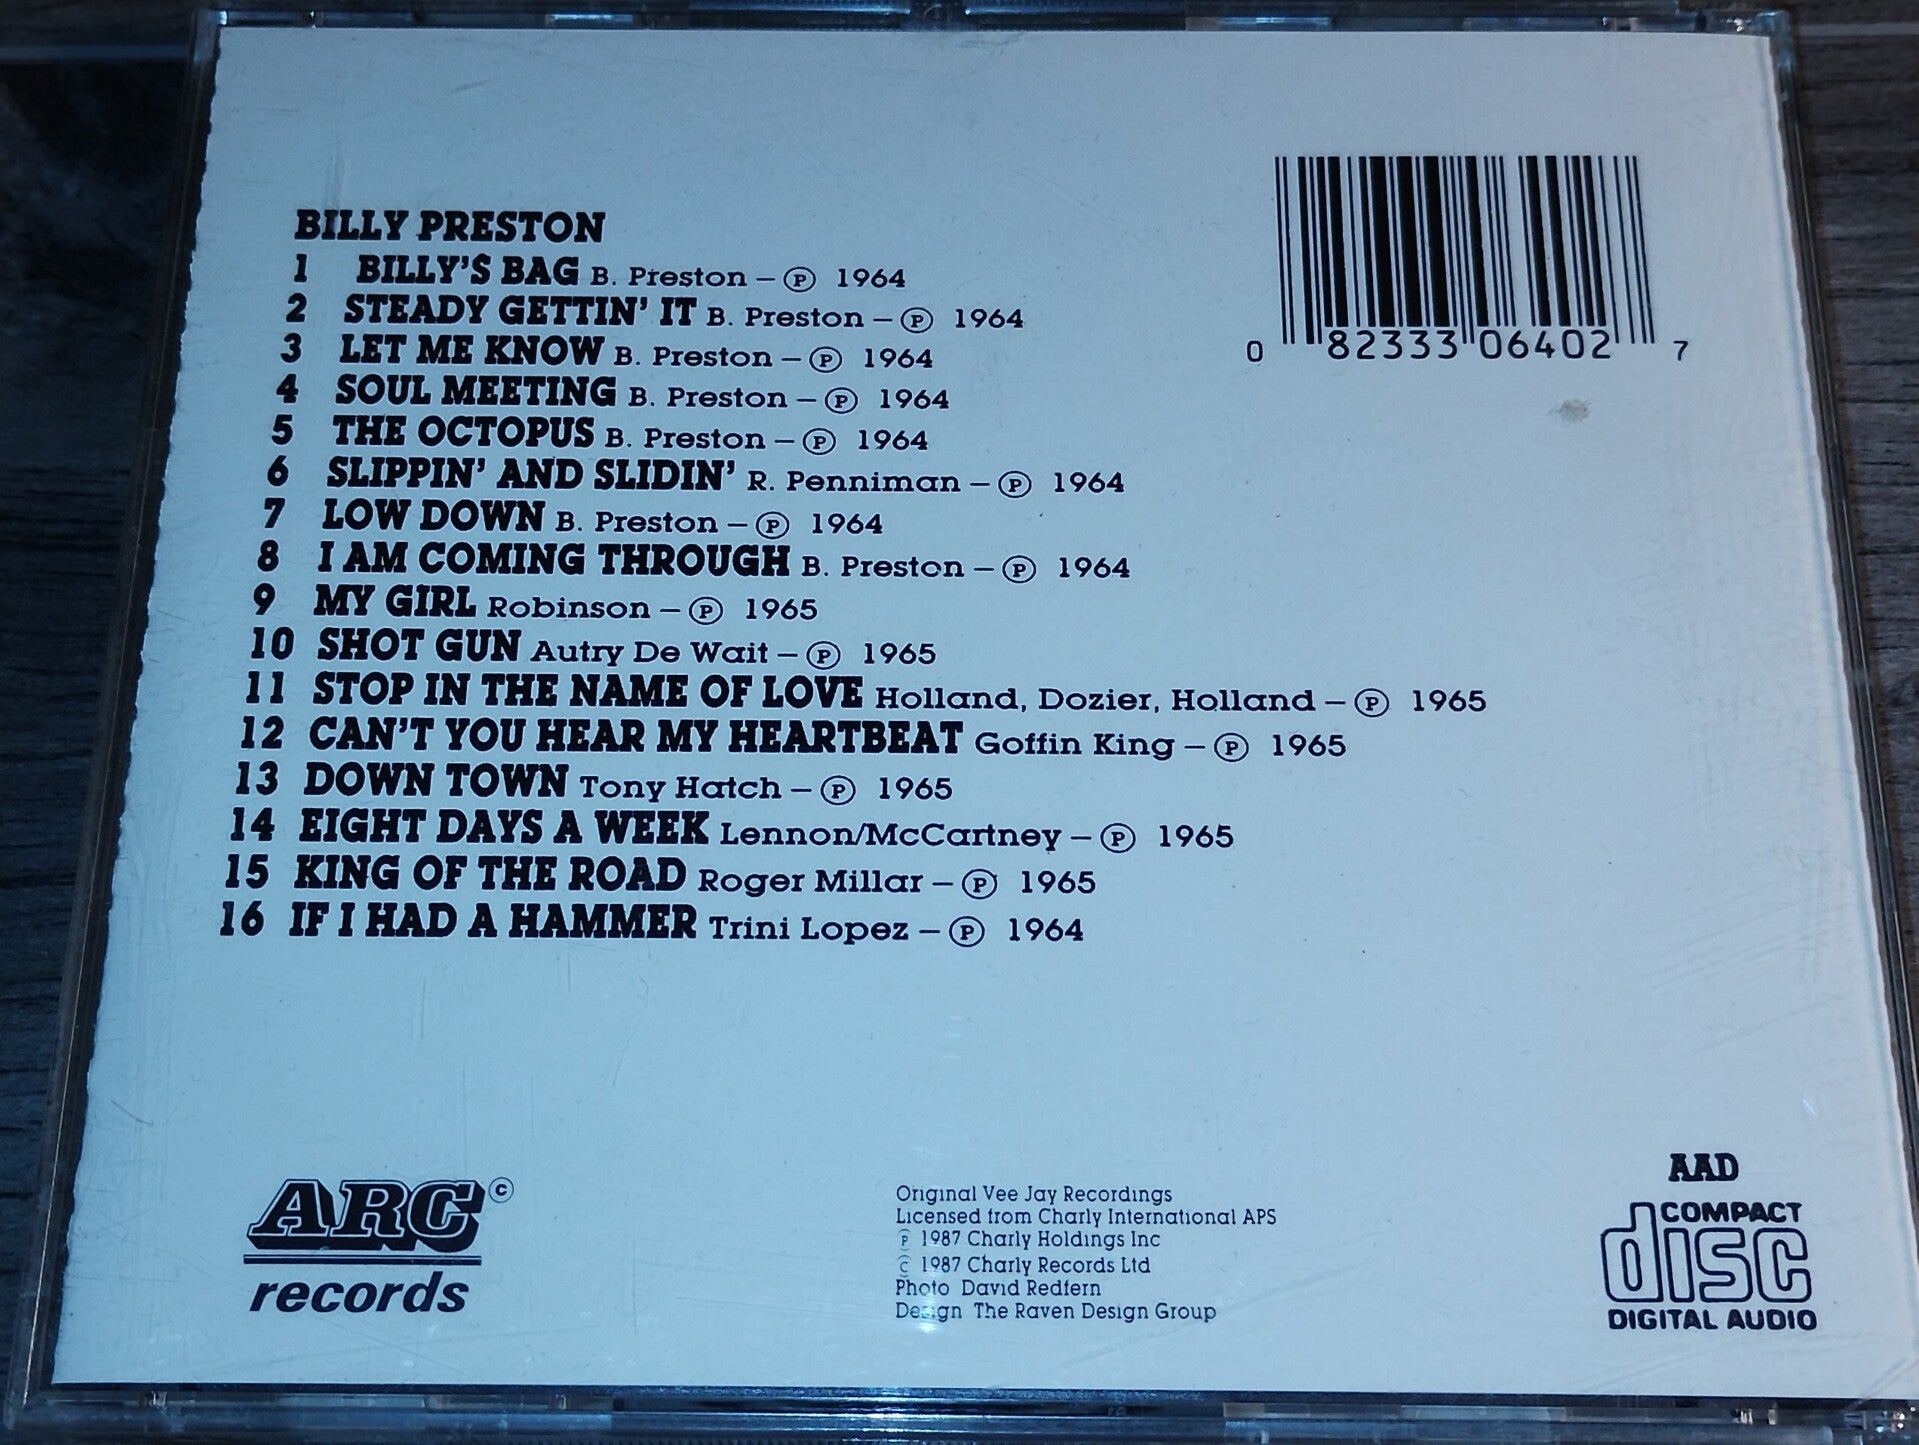 BILLY PRESTON
1 BILLY'S BAG B. Preston – ℗ 1964
2 STEADY GETTIN' IT B. Preston – ℗ 1964
3 LET ME KNOW B. Preston – ℗ 1964
4 SOUL MEETING B. Preston – ℗ 1964
5 THE OCTOPUS B. Preston – ℗ 1964
6 SLIPPIN' AND SLIDIN' R. Penniman – ℗ 1964
7 LOW DOWN B. Preston – ℗ 1964
8 I AM COMING THROUGH B. Preston – ℗ 1964
9 MY GIRL Robinson – ℗ 1965
10 SHOT GUN Autry De Wait – ℗ 1965
11 STOP IN THE NAME OF LOVE Holland, Dozier, Holland – ℗ 1965
12 CAN'T YOU HEAR MY HEARTBEAT Goffin King – ℗ 1965
13 DOWN TOWN Tony Hatch – ℗ 1965
14 EIGHT DAYS A WEEK Lennon/McCartney – ℗ 1965
15 KING OF THE ROAD Roger Millar – ℗ 1965
16 IF I HAD A HAMMER Trini Lopez – ℗ 1964
0 82333 06402 7
ARC ©
records
Original Vee Jay Recordings
Licensed from Charly International APS
℗ 1987 Charly Holdings Inc
© 1987 Charly Records Ltd
Photo David Redfern
Design The Raven Design Group
AAD
COMPACT
disc
DIGITAL AUDIO